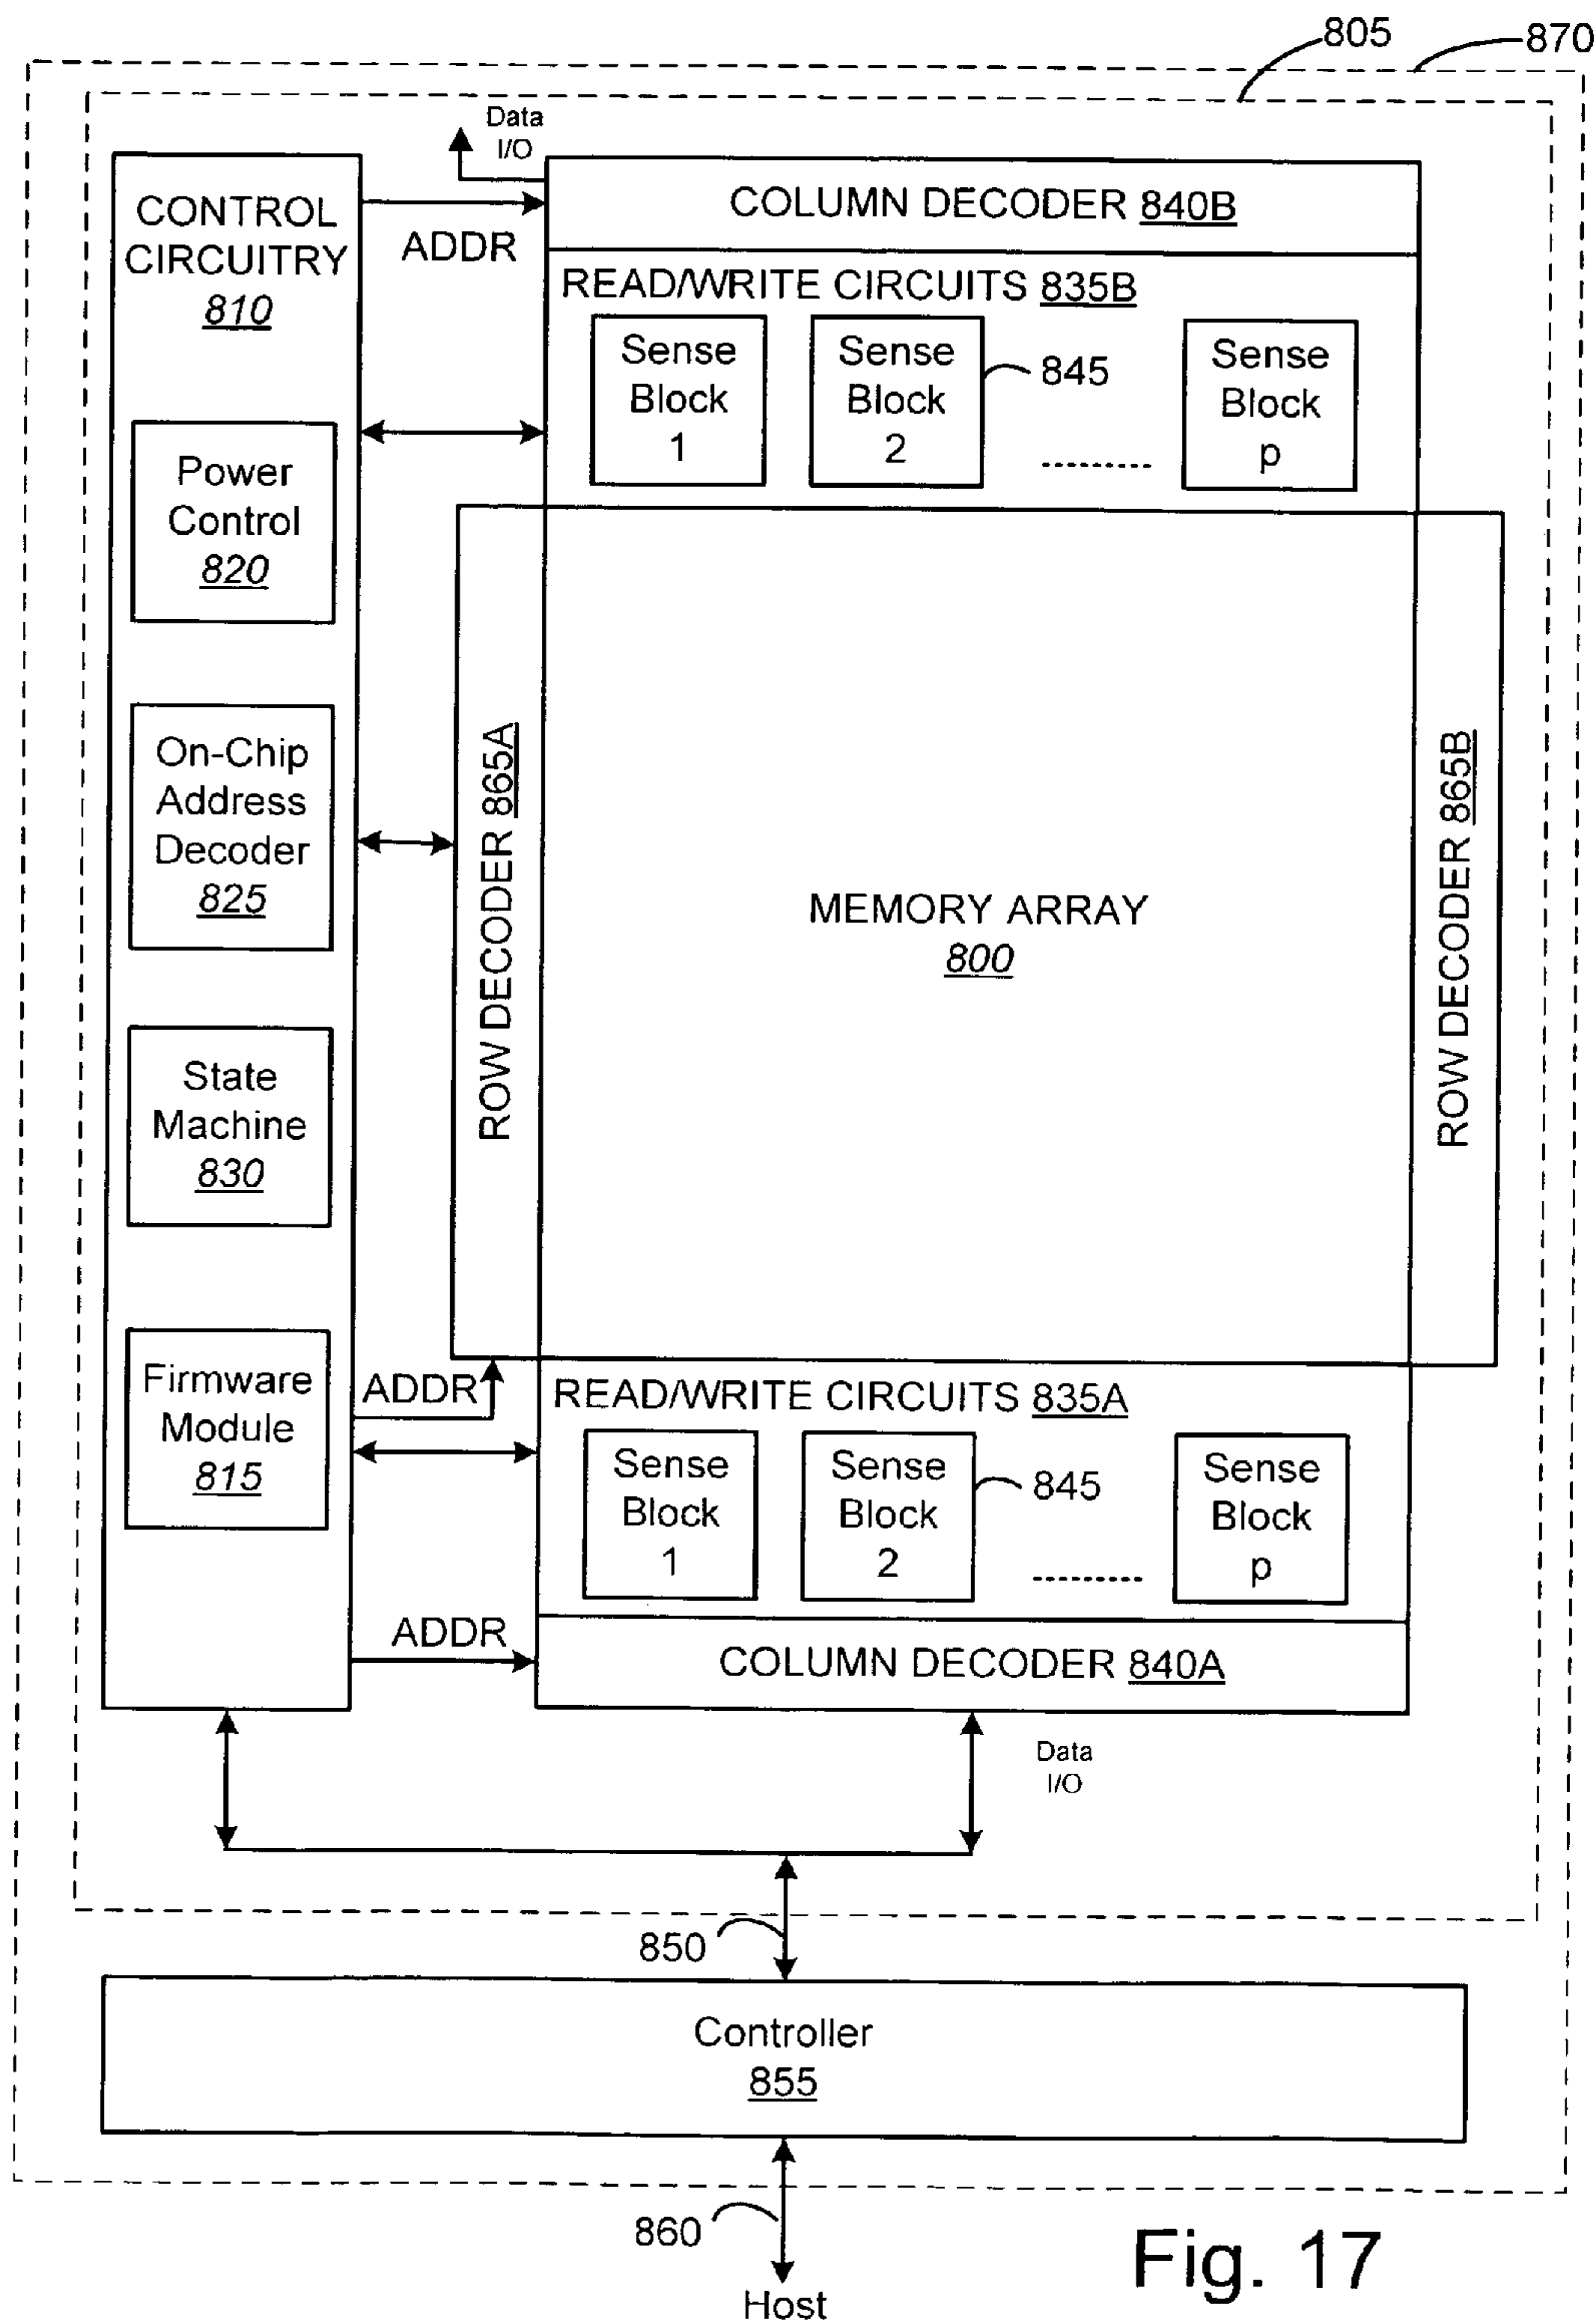 805
870
Data
I/O
CONTROL
CIRCUITRY
810
ADDR
COLUMN DECODER 840B
READ/WRITE CIRCUITS 835B
Sense
Block
1
Sense
Block
2
845
..........
Sense
Block
p
Power
Control
820
On-Chip
Address
Decoder
825
State
Machine
830
Firmware
Module
815
ROW DECODER 865A
MEMORY ARRAY
800
ROW DECODER 865B
ADDR
READ/WRITE CIRCUITS 835A
Sense
Block
1
Sense
Block
2
845
..........
Sense
Block
p
ADDR
COLUMN DECODER 840A
Data
I/O
850
Controller
855
860
Host
Fig. 17